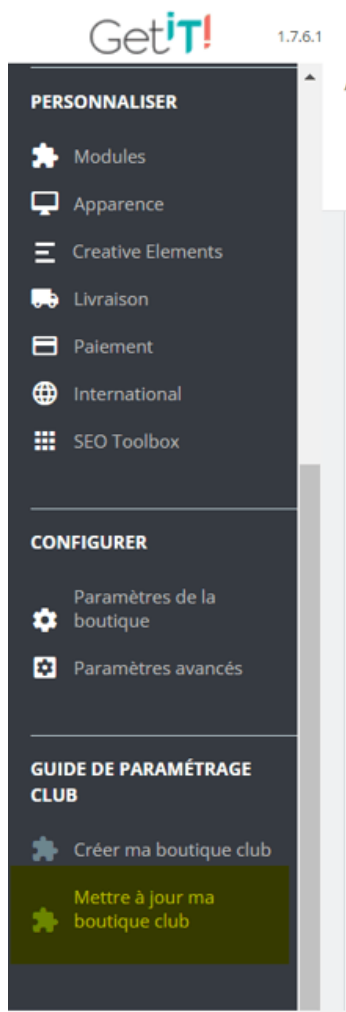 GetiT!
1.7.6.1
PERSONNALISER
Modules
Apparence
Creative Elements
Livraison
Paiement
International
SEO Toolbox
CONFIGURER
Paramètres de la
boutique
Paramètres avancés
GUIDE DE PARAMÉTRAGE
CLUB
Créer ma boutique club
Mettre à jour ma
boutique club